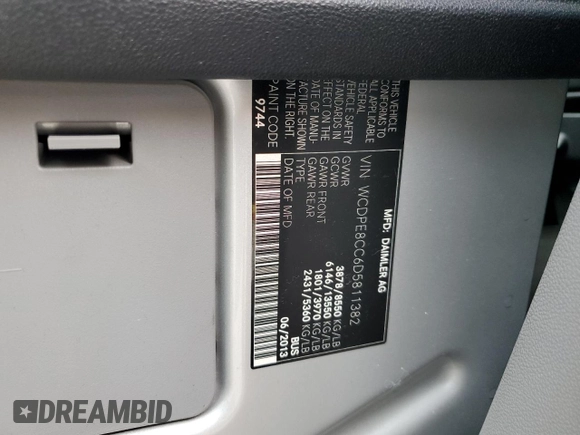 MFD: DAIMLER AG
VIN WCDPE8CC6D5811382
GVWR 3878/8550 KG/LB
GCWR 6146/13550 KG/LB
GAWR FRONT 1801/3970 KG/LB
GAWR REAR 2431/5360 KG/LB
TYPE BUS
DATE OF MFD. 06/2013
THIS VEHICLE
CONFORMS TO
ALL APPLICABLE
FEDERAL
VEHICLE SAFETY
STANDARDS IN
EFFECT ON THE
DATE OF MANU-
FACTURE SHOWN
ON THE RIGHT.
PAINT CODE
9744
DREAMBID